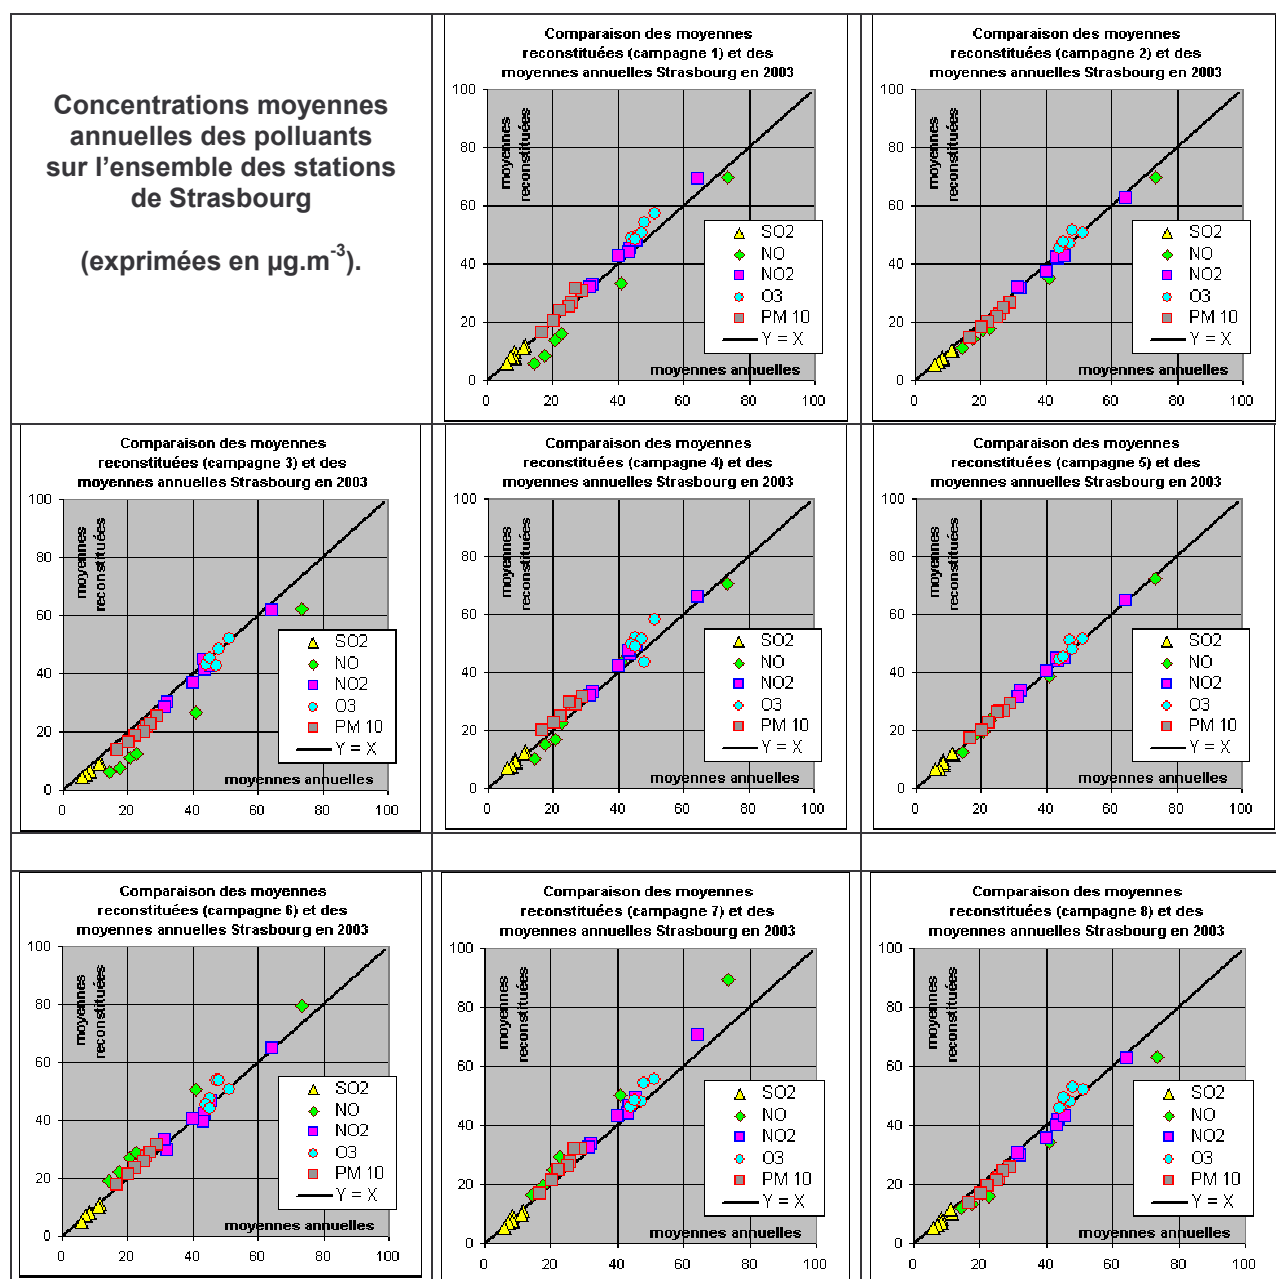 Concentrations moyennes
annuelles des polluants
sur l'ensemble des stations
de Strasbourg
(exprimées en µg.m-3).
Comparaison des moyennes
reconstituées (campagne 1) et des
moyennes annuelles Strasbourg en 2003
100
80
60
40
20
0
moyennes
reconstituées
SO2
NO
NO2
O3
PM 10
Y = X
moyennes annuelles
0 20 40 60 80 100
Comparaison des moyennes
reconstituées (campagne 2) et des
moyennes annuelles Strasbourg en 2003
100
80
60
40
20
0
moyennes
reconstituées
SO2
NO
NO2
O3
PM 10
Y = X
moyennes annuelles
0 20 40 60 80 100
Comparaison des moyennes
reconstituées (campagne 3) et des
moyennes annuelles Strasbourg en 2003
100
80
60
40
20
0
moyennes
reconstituées
SO2
NO
NO2
O3
PM 10
Y = X
moyennes annuelles
0 20 40 60 80 100
Comparaison des moyennes
reconstituées (campagne 4) et des
moyennes annuelles Strasbourg en 2003
100
80
60
40
20
0
moyennes
reconstituées
SO2
NO
NO2
O3
PM 10
Y = X
moyennes annuelles
0 20 40 60 80 100
Comparaison des moyennes
reconstituées (campagne 5) et des
moyennes annuelles Strasbourg en 2003
100
80
60
40
20
0
moyennes
reconstituées
SO2
NO
NO2
O3
PM 10
Y = X
moyennes annuelles
0 20 40 60 80 100
Comparaison des moyennes
reconstituées (campagne 6) et des
moyennes annuelles Strasbourg en 2003
100
80
60
40
20
0
moyennes
reconstituées
SO2
NO
NO2
O3
PM 10
Y = X
moyennes annuelles
0 20 40 60 80 100
Comparaison des moyennes
reconstituées (campagne 7) et des
moyennes annuelles Strasbourg en 2003
100
80
60
40
20
0
moyennes
reconstituées
SO2
NO
NO2
O3
PM 10
Y = X
moyennes annuelles
0 20 40 60 80 100
Comparaison des moyennes
reconstituées (campagne 8) et des
moyennes annuelles Strasbourg en 2003
100
80
60
40
20
0
moyennes
reconstituées
SO2
NO
NO2
O3
PM 10
Y = X
moyennes annuelles
0 20 40 60 80 100